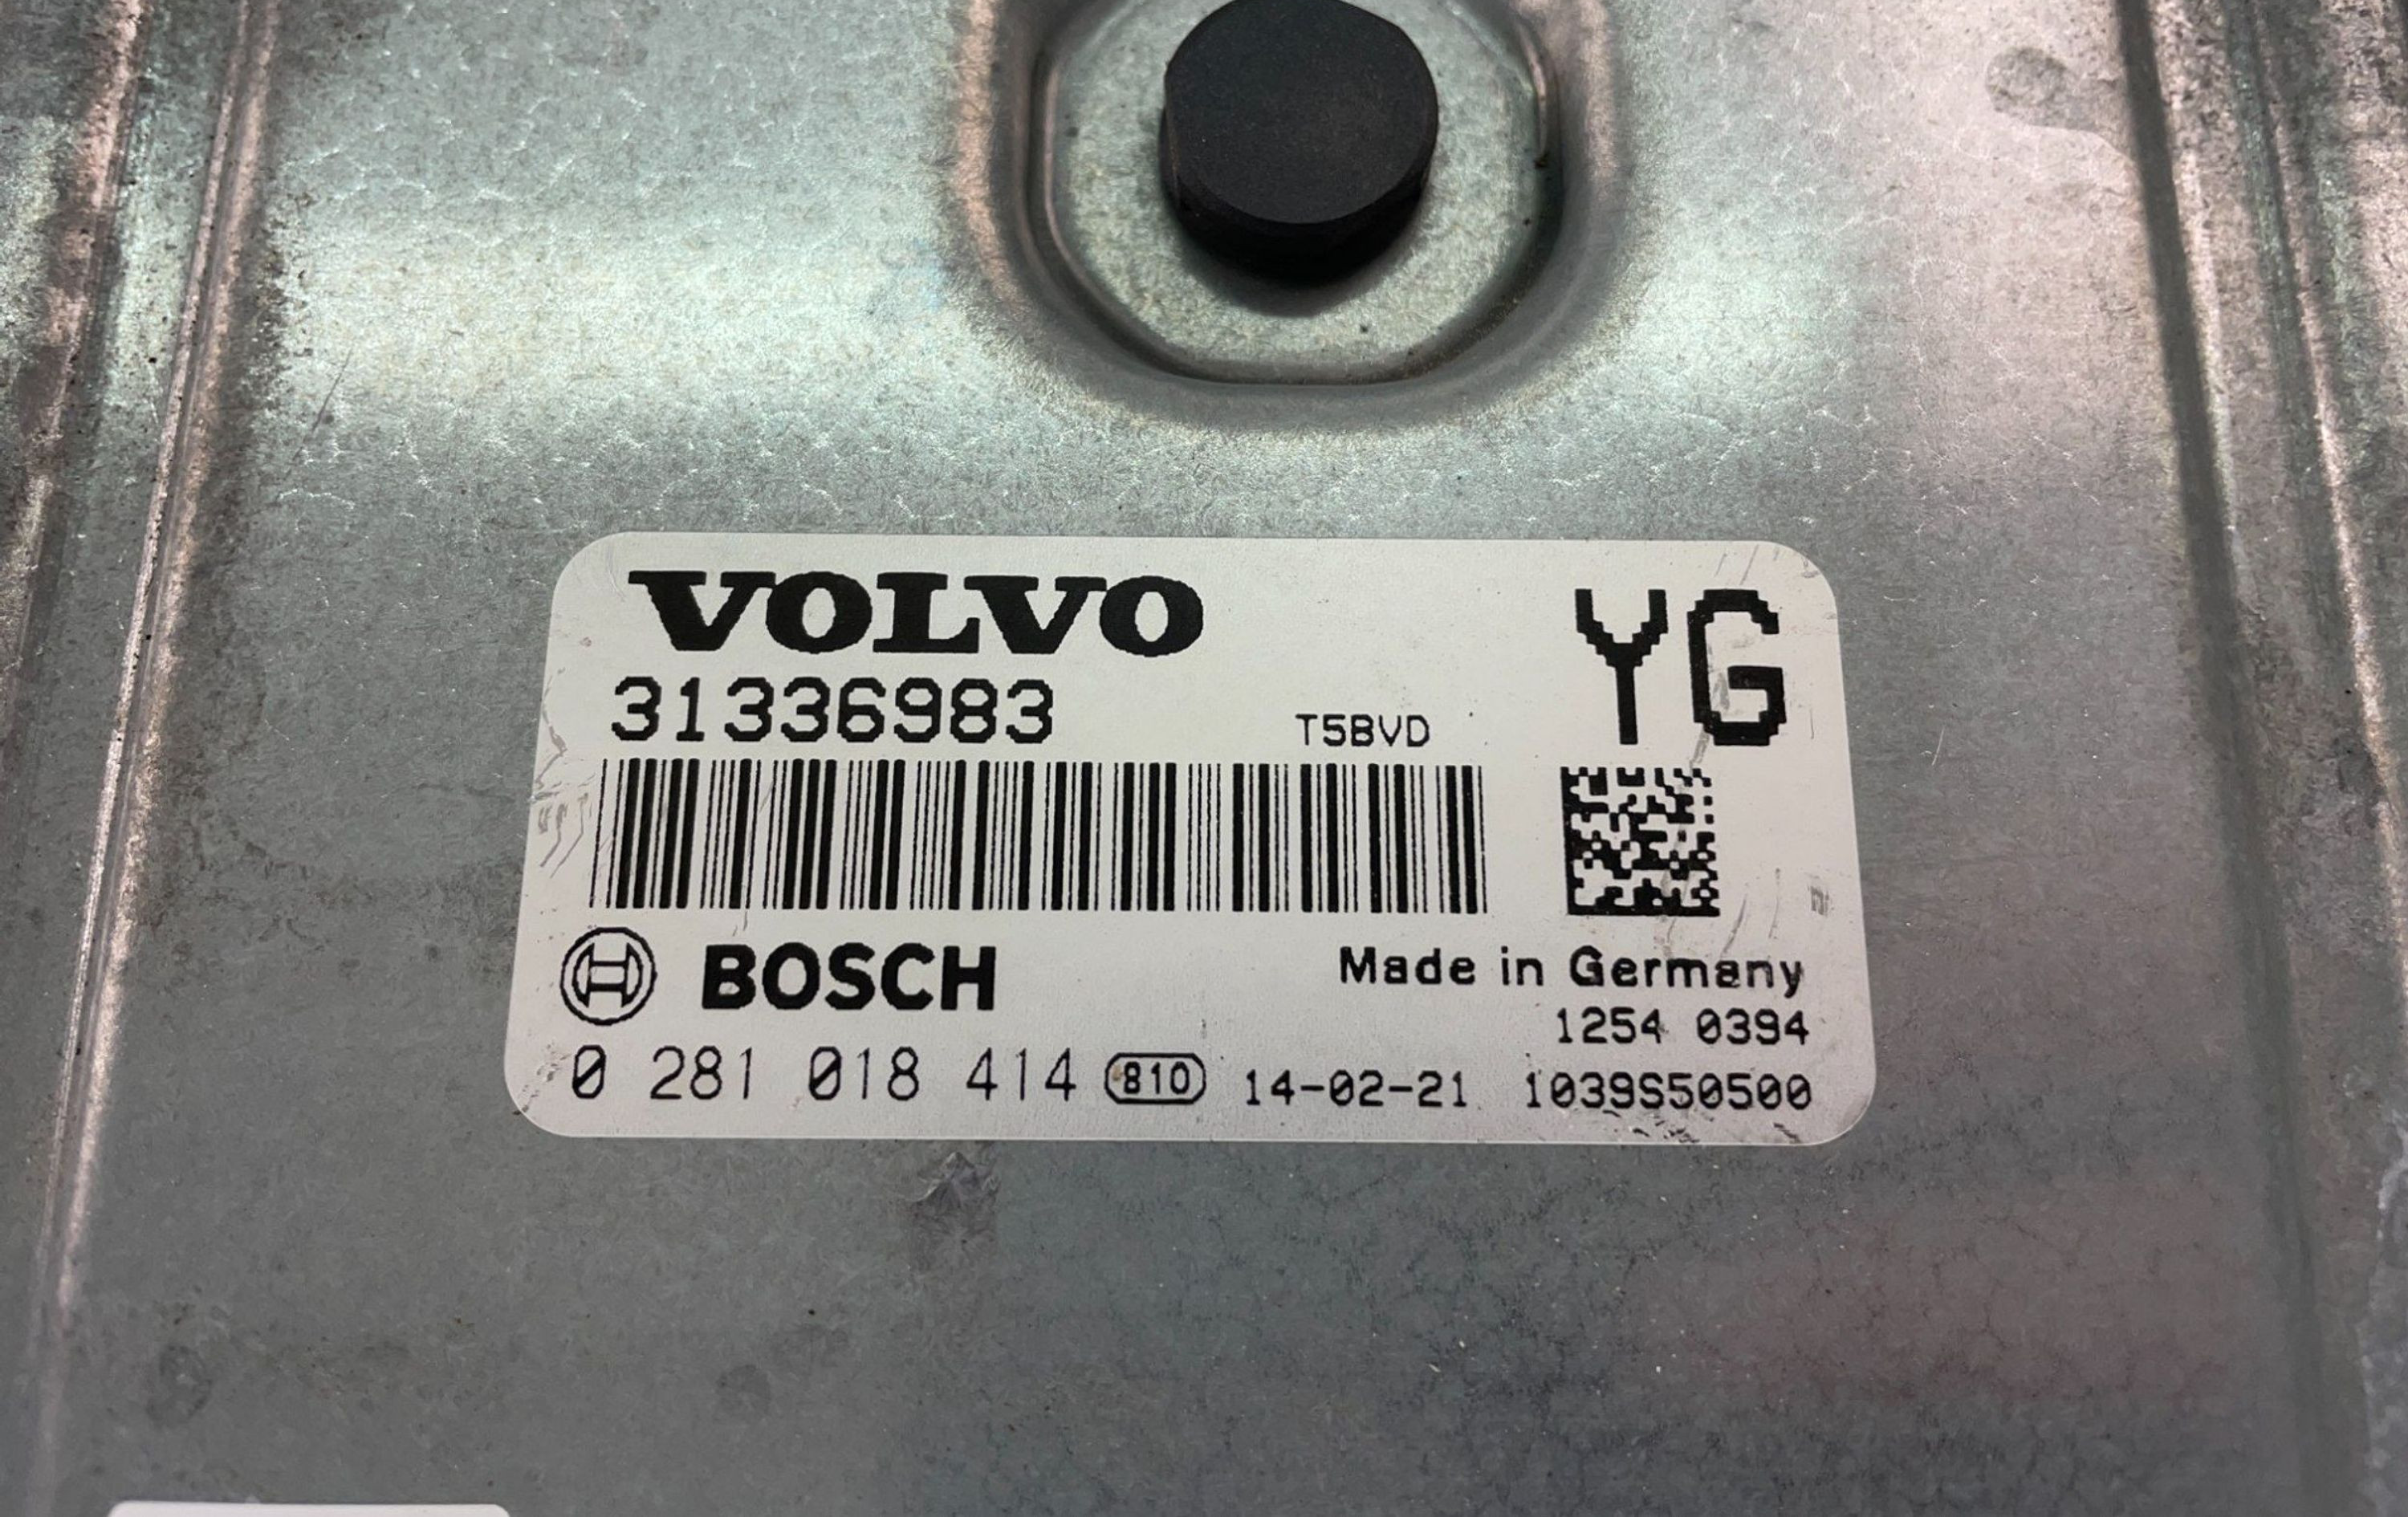 VOLVO
YG
31336983 T5BVD
BOSCH
Made in Germany
1254 0394
0 281 018 414 810 14-02-21 1039S50500